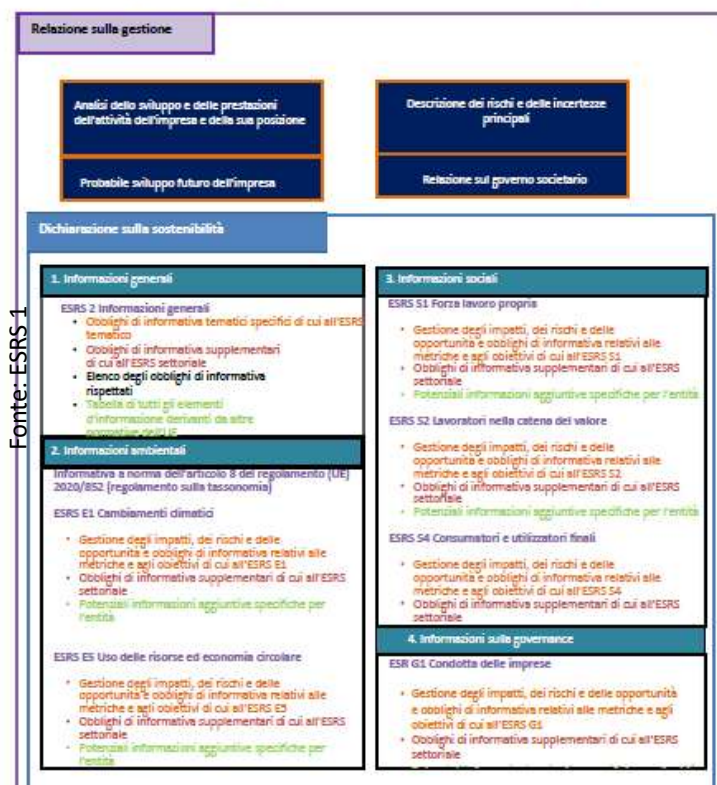 Relazione sulla gestione
Analisi dello sviluppo e delle prestazioni
dell'attività dell'impresa e della sua posizione
Descrizione dei rischi e delle incertezze
principali
Probabile sviluppo futuro dell'impresa
Relazione sul governo societario
Dichiarazione sulla sostenibilità
Fonte: ESRS 1
1. Informazioni generali
ESRS 2 Informazioni generali
• Obblighi di informativa tematici specifici di cui all'ESRS
tematico
• Obblighi di informativa supplementari
di cui all'ESRS settoriale
• Elenco degli obblighi di informativa
rispettati
• Tabella di tutti gli elementi
d'informazione derivanti da altre
normative dell'UE
2. Informazioni ambientali
Informativa a norma dell'articolo 8 del regolamento (UE)
2020/852 (regolamento sulla tassonomia)
ESRS E1 Cambiamenti climatici
• Gestione degli impatti, dei rischi e delle
opportunità e obblighi di informativa relativi alle
metriche e agli obiettivi di cui all'ESRS E1
• Obblighi di informativa supplementari di cui all'ESRS
settoriale
• Potenziali informazioni aggiuntive specifiche per
l'entità
ESRS E5 Uso delle risorse ed economia circolare
• Gestione degli impatti, dei rischi e delle
opportunità e obblighi di informativa relativi alle
metriche e agli obiettivi di cui all'ESRS E5
• Obblighi di informativa supplementari di cui all'ESRS
settoriale
• Potenziali informazioni aggiuntive specifiche per
l'entità
3. Informazioni sociali
ESRS S1 Forza lavoro propria
• Gestione degli impatti, dei rischi e delle
opportunità e obblighi di informativa relativi alle
metriche e agli obiettivi di cui all'ESRS S1
• Obblighi di informativa supplementari di cui all'ESRS
settoriale
• Potenziali informazioni aggiuntive specifiche per l'entità
ESRS S2 Lavoratori nella catena del valore
• Gestione degli impatti, dei rischi e delle
opportunità e obblighi di informativa relativi alle
metriche e agli obiettivi di cui all'ESRS S2
• Obblighi di informativa supplementari di cui all'ESRS
settoriale
• Potenziali informazioni aggiuntive specifiche per l'entità
ESRS S4 Consumatori e utilizzatori finali
• Gestione degli impatti, dei rischi e delle
opportunità e obblighi di informativa relativi alle
metriche e agli obiettivi di cui all'ESRS S4
• Obblighi di informativa supplementari di cui all'ESRS
settoriale
4. Informazioni sulla governance
ESR G1 Condotta delle imprese
• Gestione degli impatti, dei rischi e delle opportunità
e obblighi di informativa relativi alle metriche e agli
obiettivi di cui all'ESRS G1
• Obblighi di informativa supplementari di cui all'ESRS
settoriale